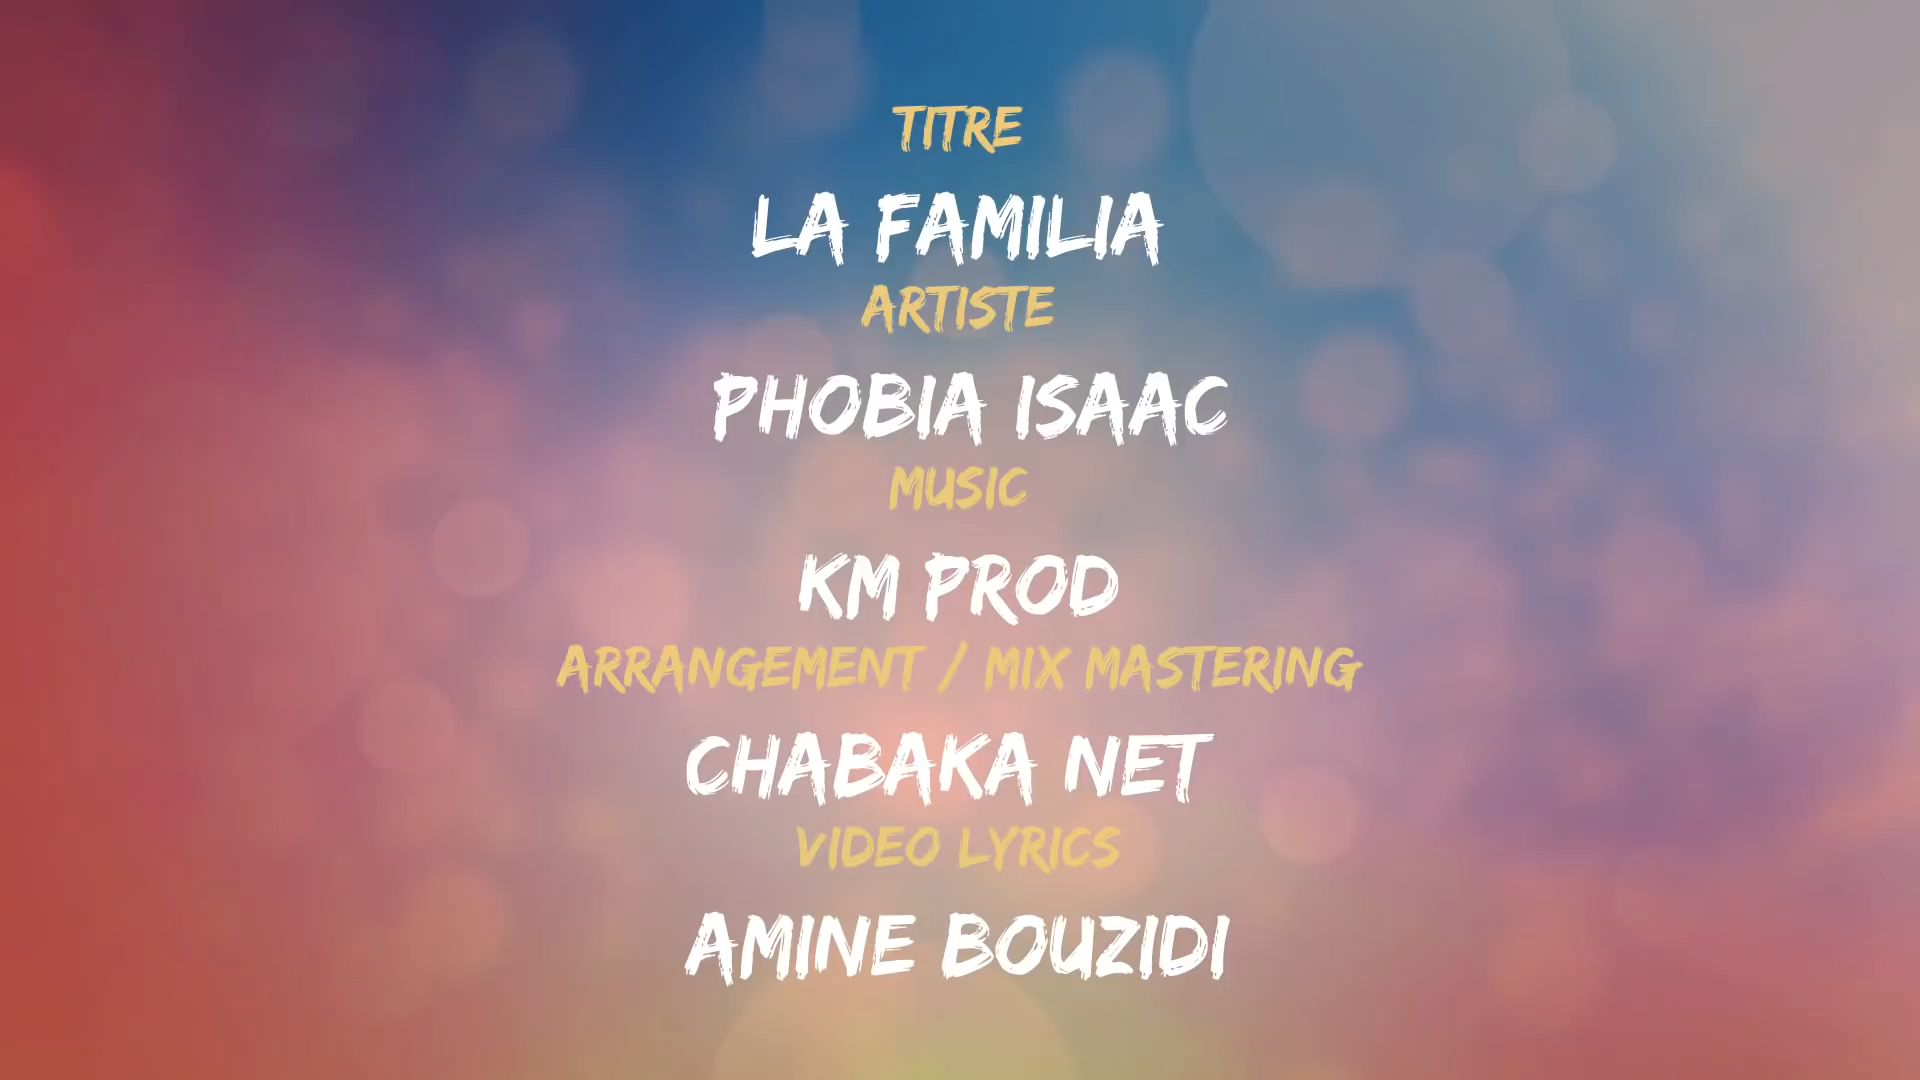 TITRE
LA FAMILIA
ARTISTE
PHOBIA ISAAC
MUSIC
KM PROD
ARRANGEMENT / MIX MASTERING
CHABAKA NET
VIDEO LYRICS
AMINE BOUZIDI